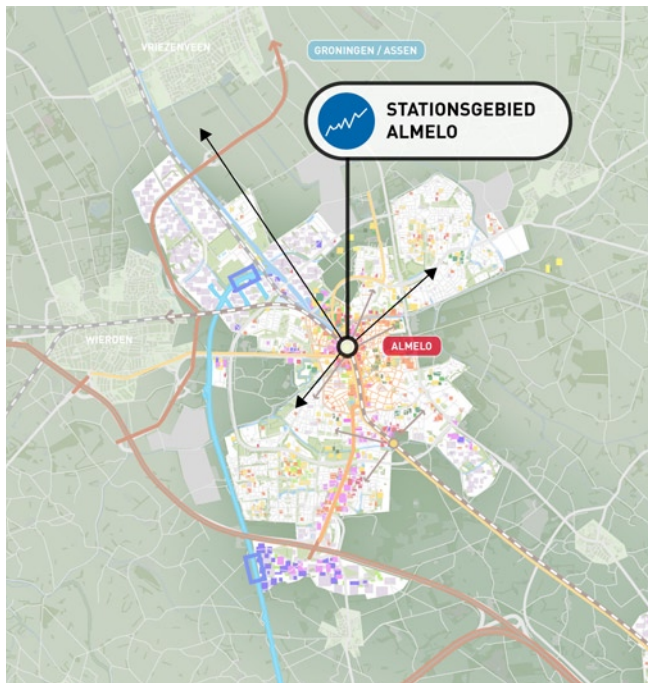 VRIEZENVEEN
GRONINGEN / ASSEN
STATIONSGEBIED
ALMELO
WIERDEN
ALMELO